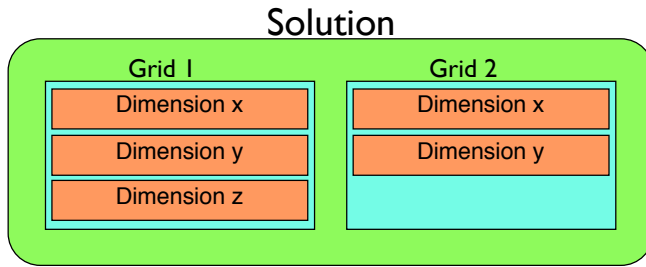 Solution
Grid 1
Dimension x
Dimension y
Dimension z
Grid 2
Dimension x
Dimension y